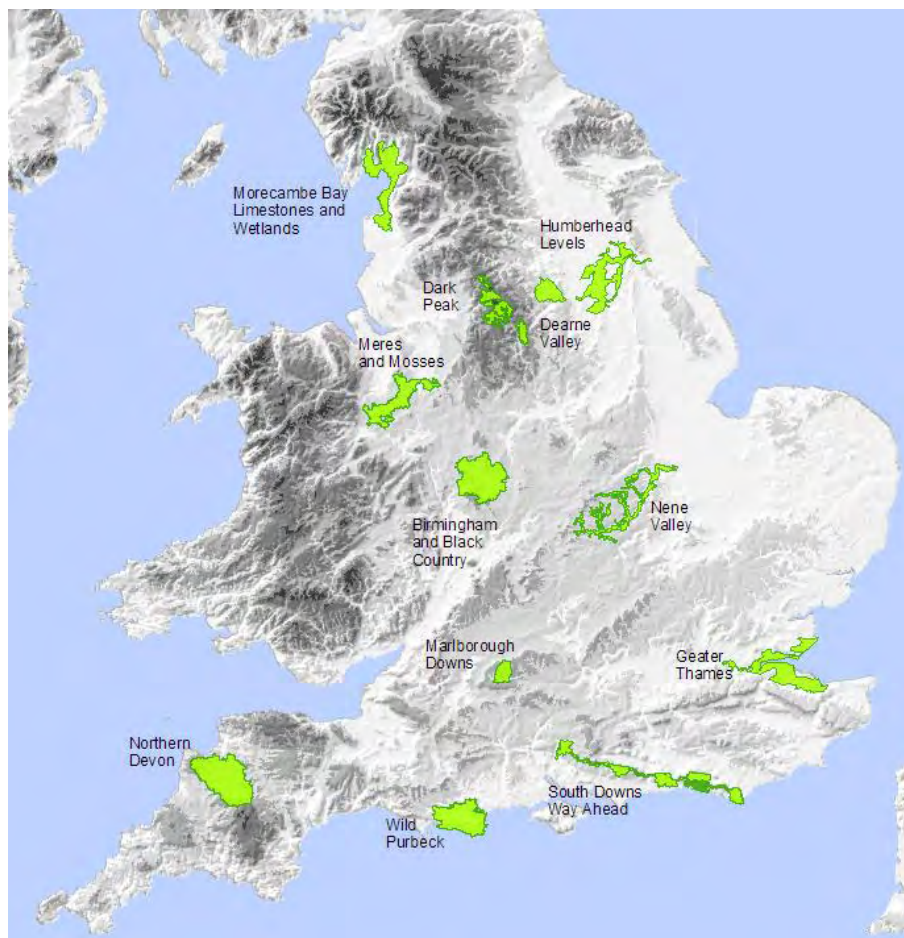 Morecambe Bay
Limestones and
Wetlands
Humberhead
Levels
Dark
Peak
Dearne
Valley
Meres
and Mosses
Birmingham
and Black
Country
Nene
Valley
Marlborough
Downs
Geater
Thames
Northern
Devon
South Downs
Way Ahead
Wild
Purbeck